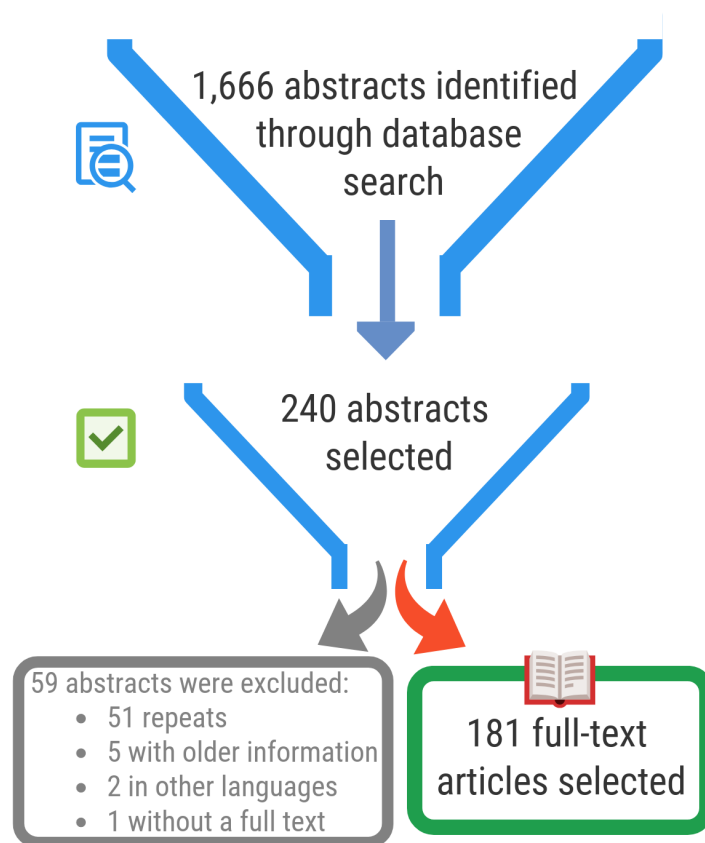 1,666 abstracts identified
through database
search
240 abstracts
selected
59 abstracts were excluded:
• 51 repeats
• 5 with older information
• 2 in other languages
• 1 without a full text
181 full-text
articles selected